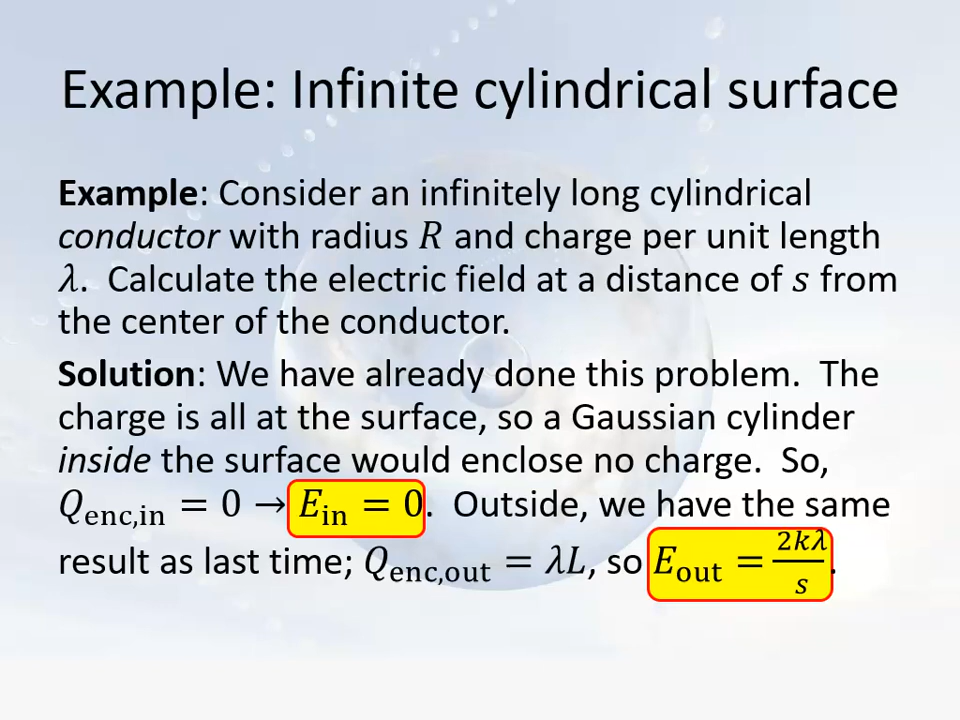 Example: Infinite cylindrical surface
Example: Consider an infinitely long cylindrical
conductor with radius R and charge per unit length
λ. Calculate the electric field at a distance of s from
the center of the conductor.
Solution: We have already done this problem. The
charge is all at the surface, so a Gaussian cylinder
inside the surface would enclose no charge. So,
Q_enc,in = 0 → E_in = 0. Outside, we have the same
result as last time; Q_enc,out = λL, so E_out = 2kλ/s.